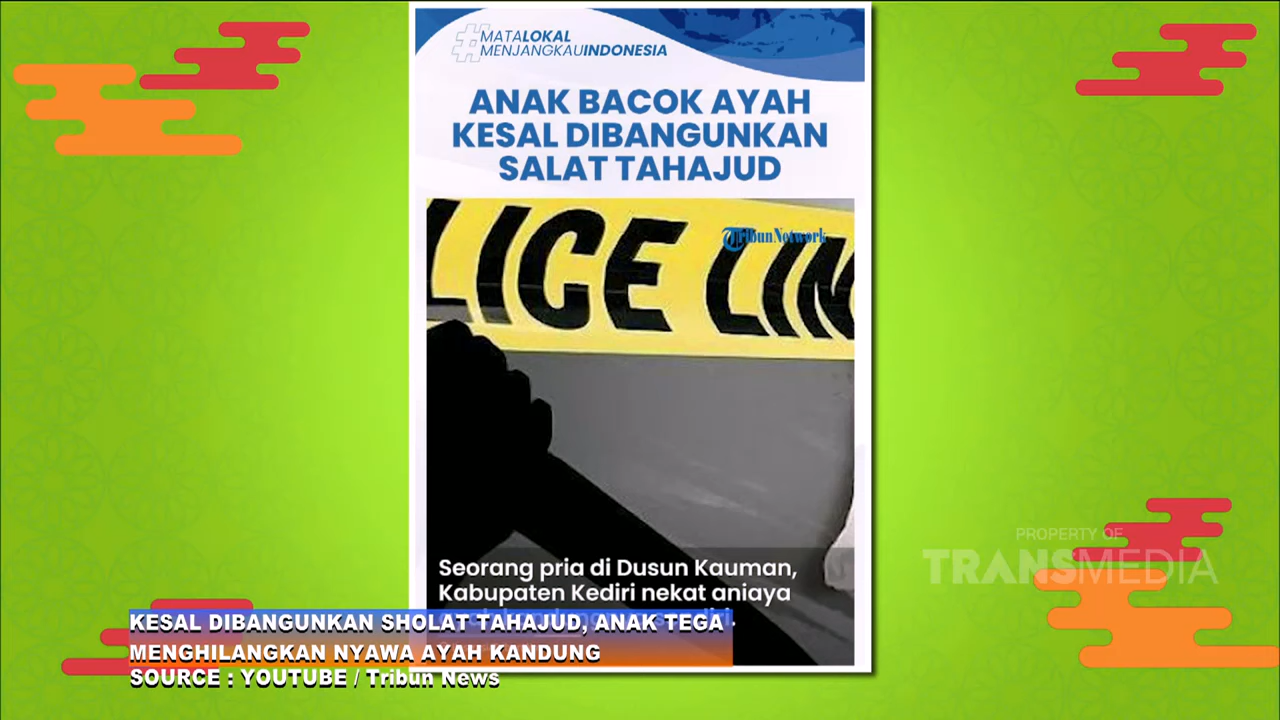 #MATALOKAL
MENJANGKAUINDONESIA
ANAK BACOK AYAH
KESAL DIBANGUNKAN
SALAT TAHAJUD
LICE LIN
TribunNetwork
PROPERTY OF
TRANSMEDIA
Seorang pria di Dusun Kauman,
Kabupaten Kediri nekat aniaya
KESAL DIBANGUNKAN SHOLAT TAHAJUD, ANAK TEGA
MENGHILANGKAN NYAWA AYAH KANDUNG
SOURCE : YOUTUBE / Tribun News